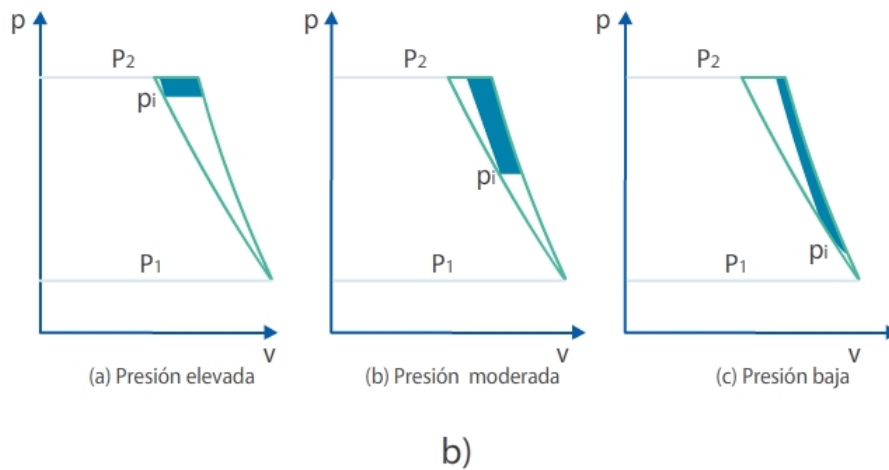 p
P2
pi
P1
v
(a) Presión elevada
p
P2
pi
P1
v
(b) Presión moderada
p
P2
pi
P1
v
(c) Presión baja
b)